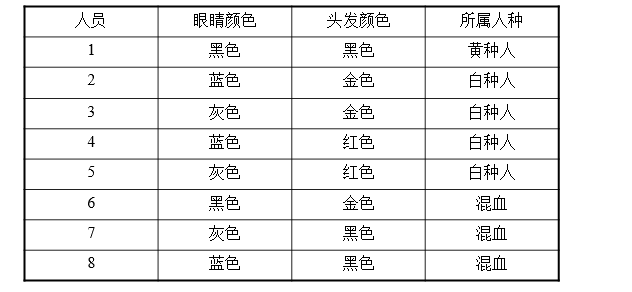 人员 眼睛颜色 头发颜色 所属人种
1 黑色 黑色 黄种人
2 蓝色 金色 白种人
3 灰色 金色 白种人
4 蓝色 红色 白种人
5 灰色 红色 白种人
6 黑色 金色 混血
7 灰色 黑色 混血
8 蓝色 黑色 混血